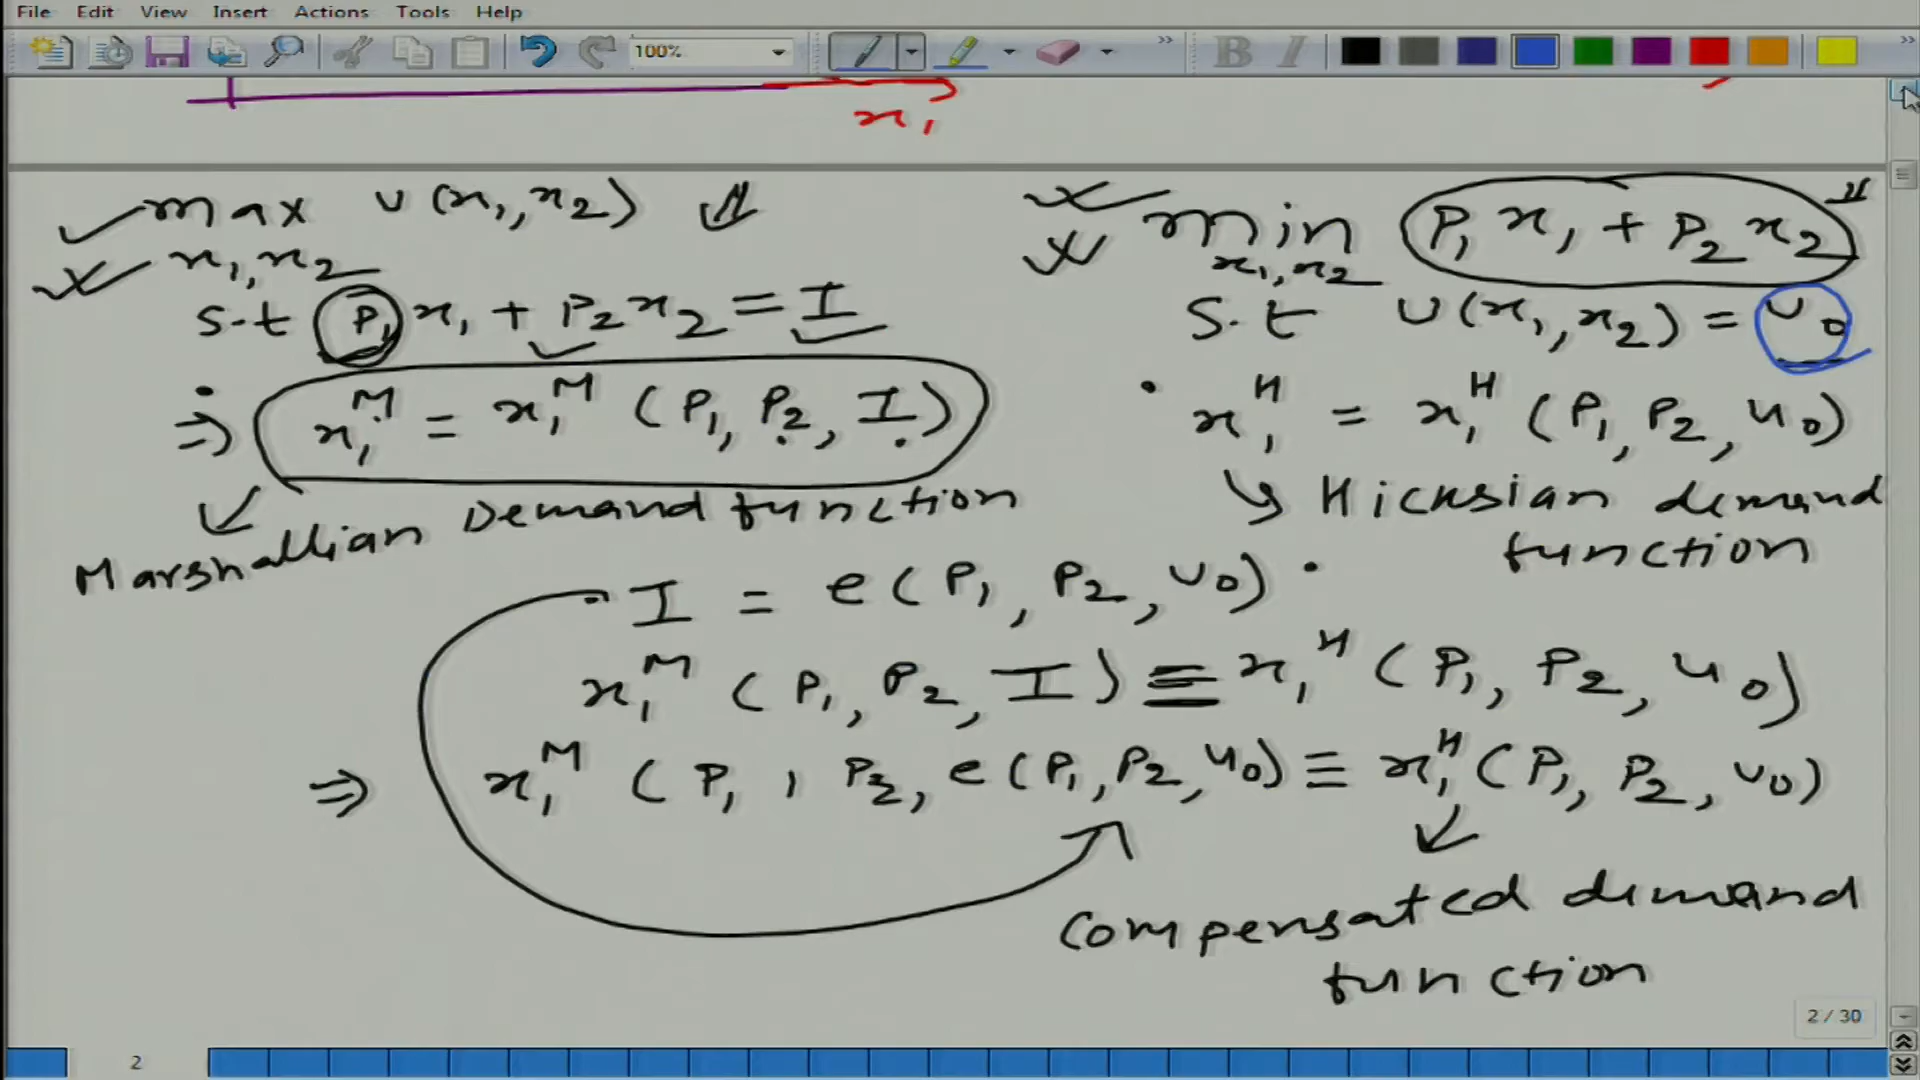 File Edit View Insert Actions Tools Help
100%
B I
x₁
max U(x₁, x₂)
x₁, x₂
s.t P₁x₁ + P₂x₂ = I
⇒ x₁ᴹ = x₁ᴹ (P₁, P₂, I)
Marshallian Demand function
min P₁x₁ + P₂x₂
x₁, x₂
s.t U(x₁, x₂) = U₀
x₁ᴴ = x₁ᴴ (P₁, P₂, u₀)
↳ Hicksian demand
function
I = e(P₁, P₂, U₀)
x₁ᴹ (P₁, P₂, I) ≡ x₁ᴴ (P₁, P₂, u₀)
⇒ x₁ᴹ (P₁, P₂, e(P₁, P₂, u₀) ≡ x₁ᴴ (P₁, P₂, U₀)
Compensated demand
function
2 / 30
2